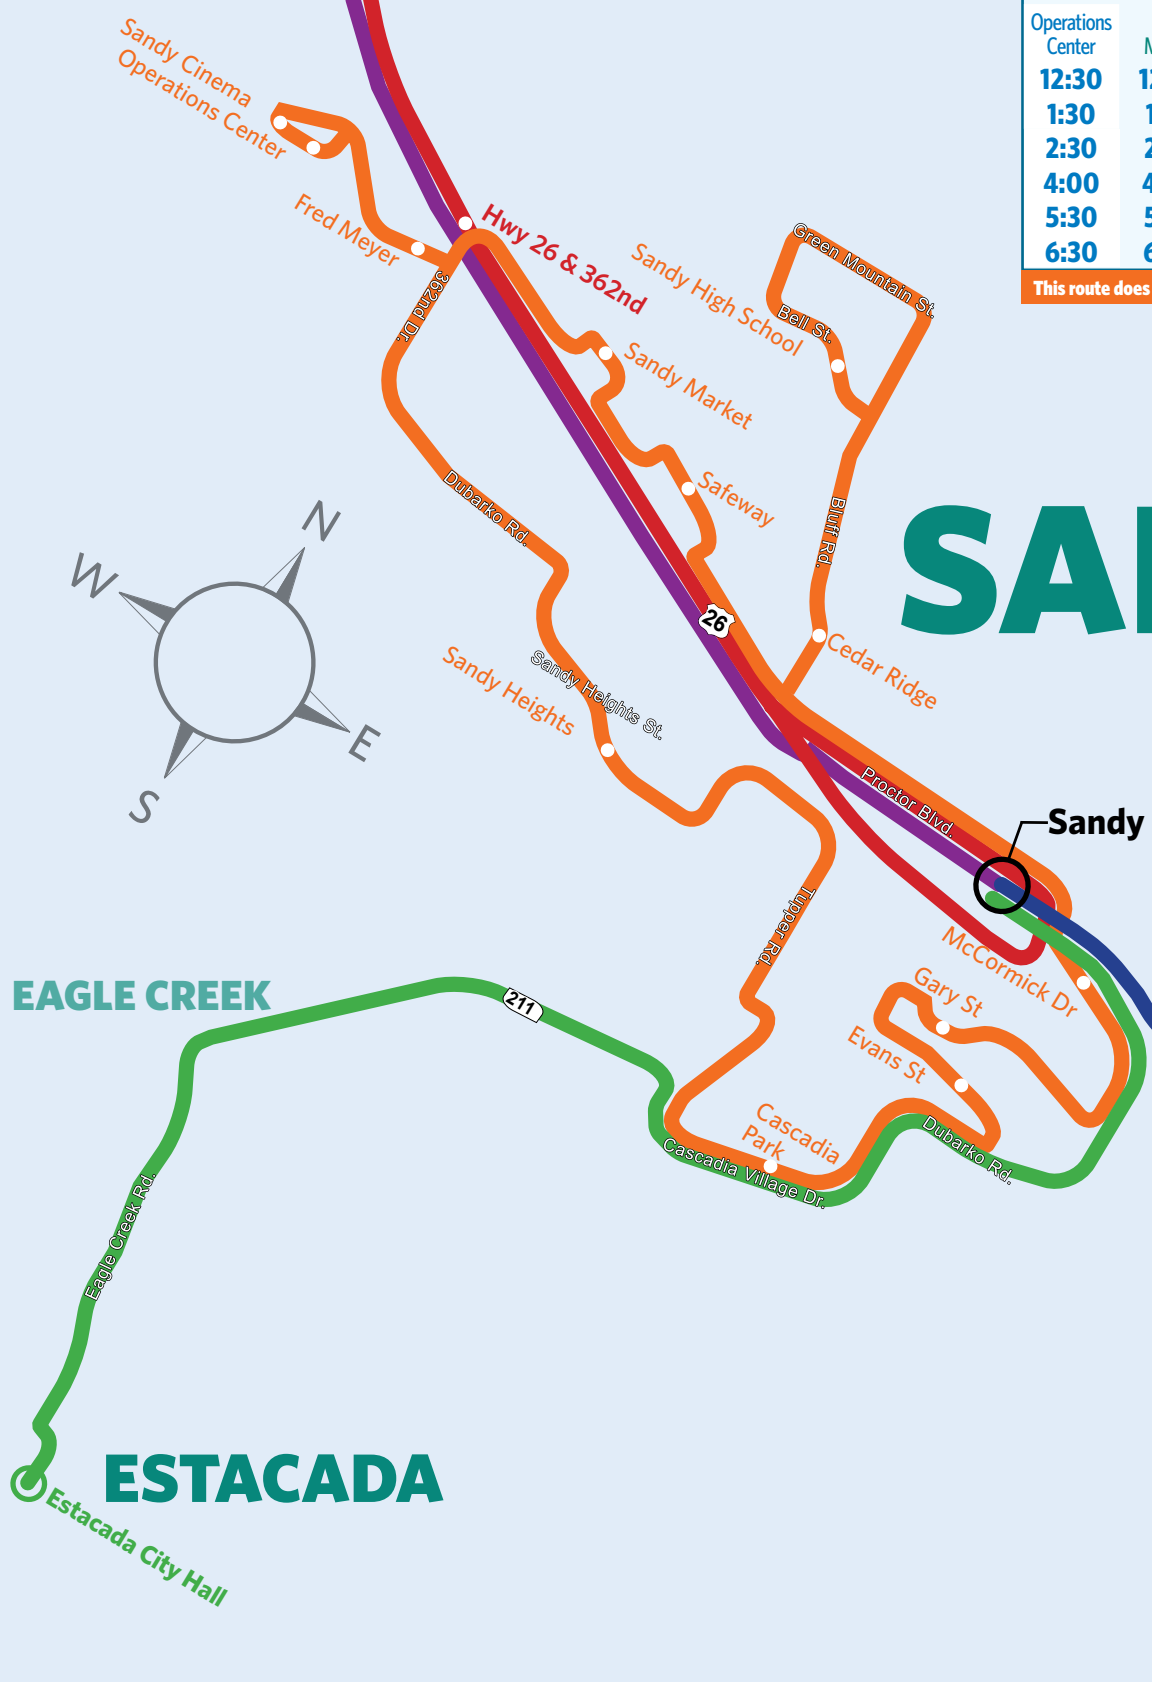 Operations
Center
12:30
1:30
2:30
4:00
5:30
6:30
This route does
Sandy Cinema
Operations Center
Fred Meyer
Hwy 26 & 362nd
362nd Dr.
Sandy High School
Green Mountain St.
Bell St.
Sandy Market
Safeway
Bluff Rd.
Dubarko Rd.
N
W
E
S
SA
26
Cedar Ridge
Sandy Heights St.
Sandy Heights
Proctor Blvd.
Sandy
Tupper Rd.
McCormick Dr
Gary St
Evans St
EAGLE CREEK
211
Cascadia
Park
Dubarko Rd.
Cascadia Village Dr.
Eagle Creek Rd.
ESTACADA
Estacada City Hall